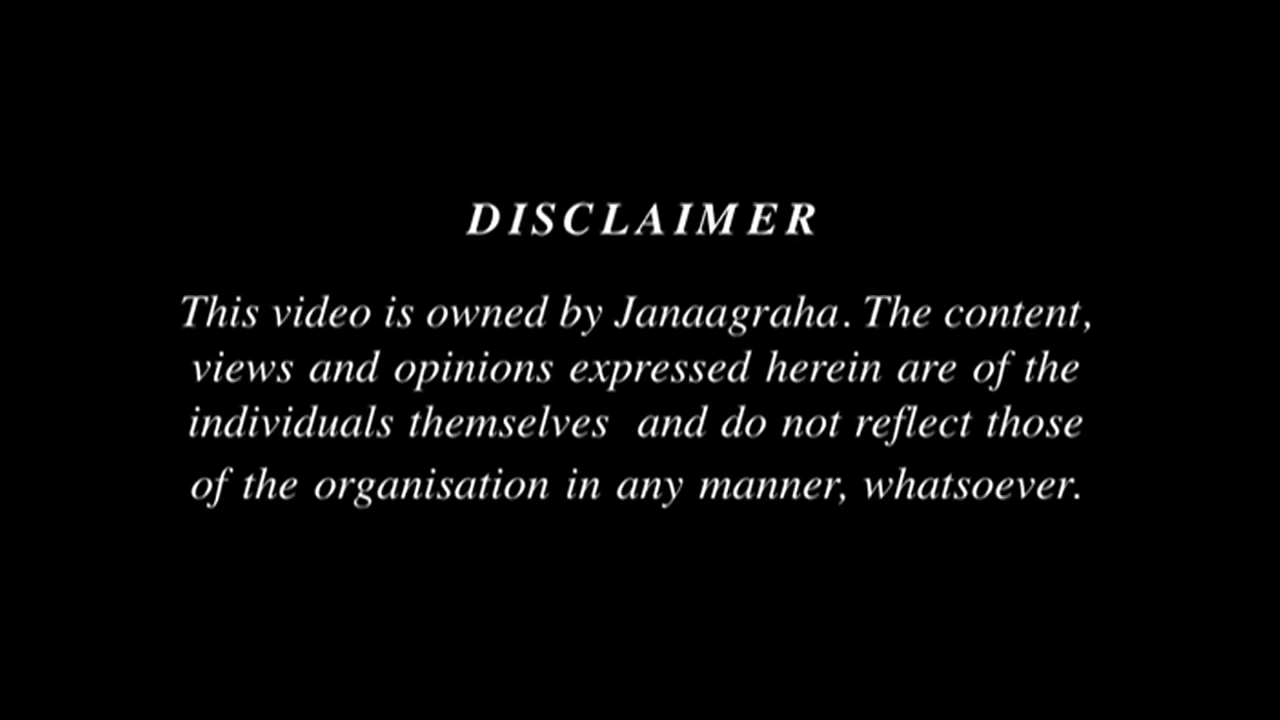 DISCLAIMER
This video is owned by Janaagraha. The content,
views and opinions expressed herein are of the
individuals themselves and do not reflect those
of the organisation in any manner, whatsoever.